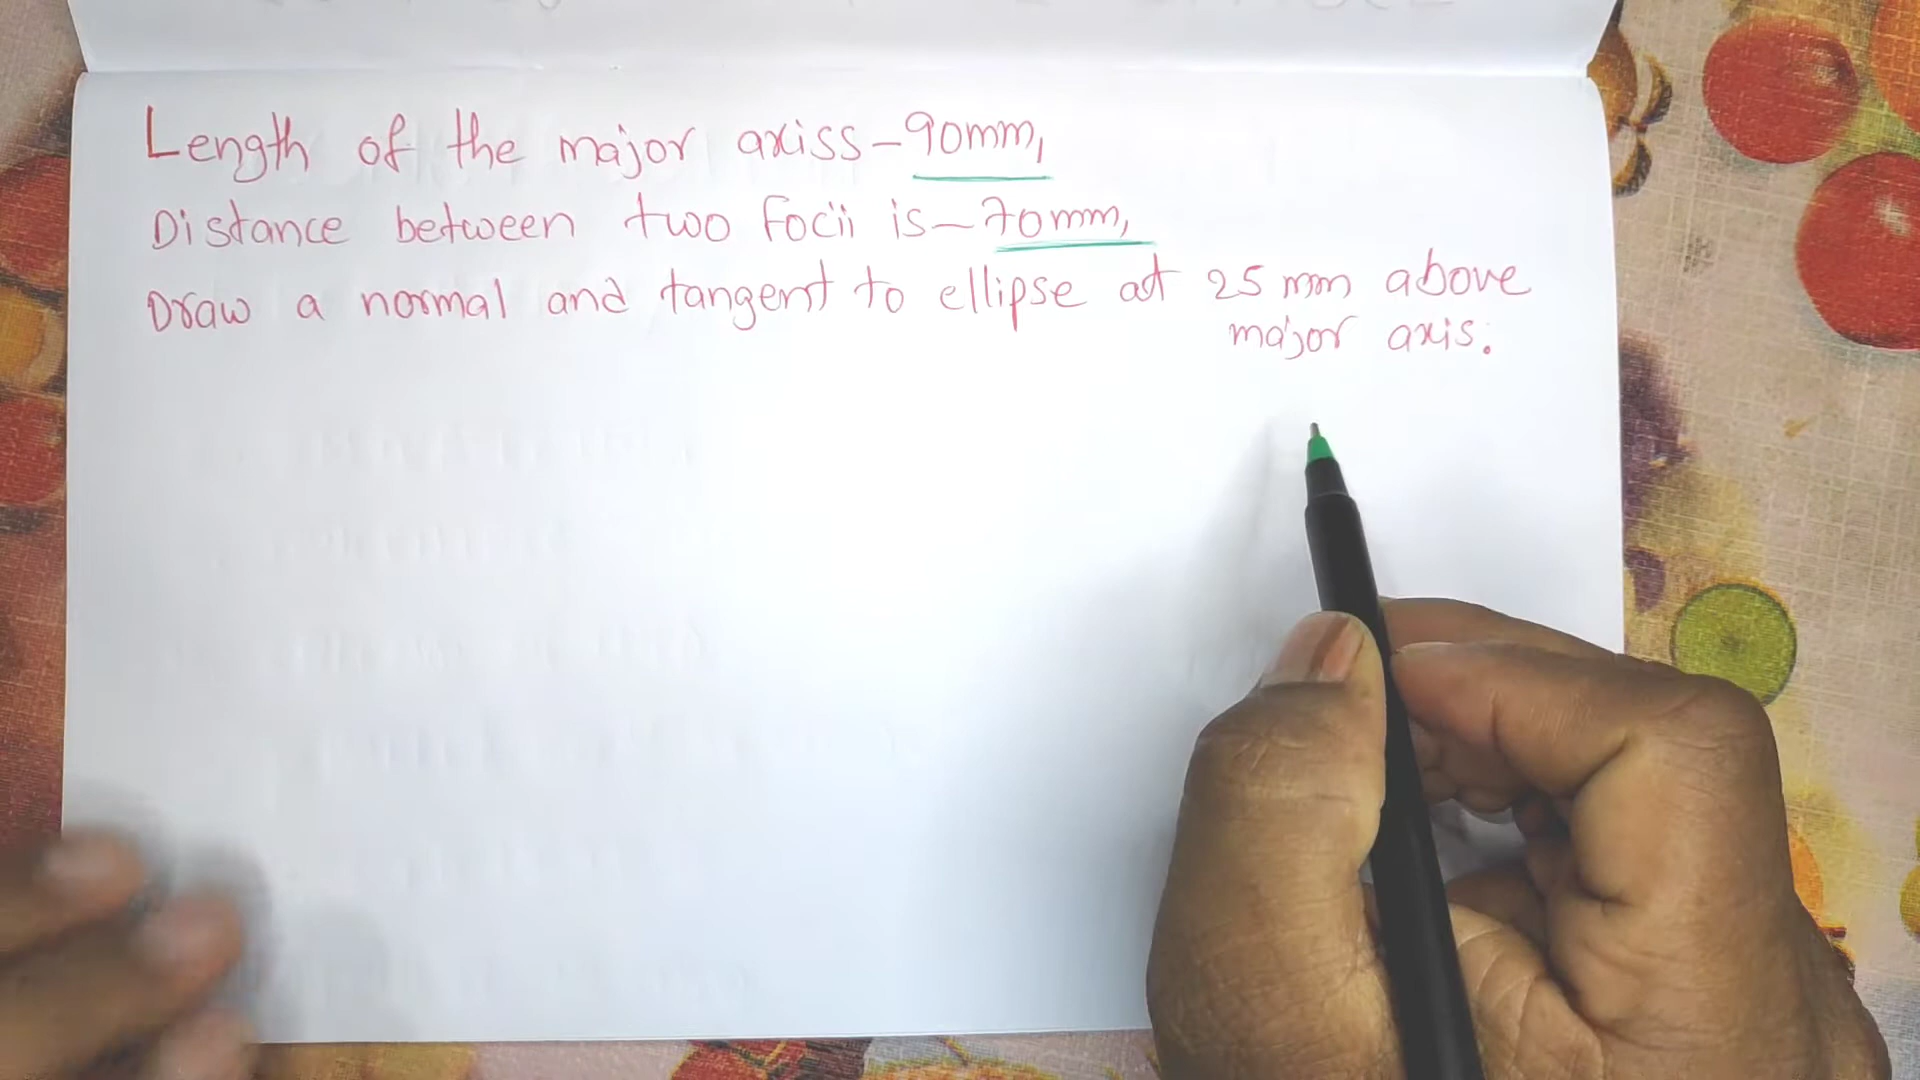 Length of the major axiss-90mm,
Distance between two Focii is-70mm,
Draw a normal and tangent to ellipse at 25 mm above
major axis.